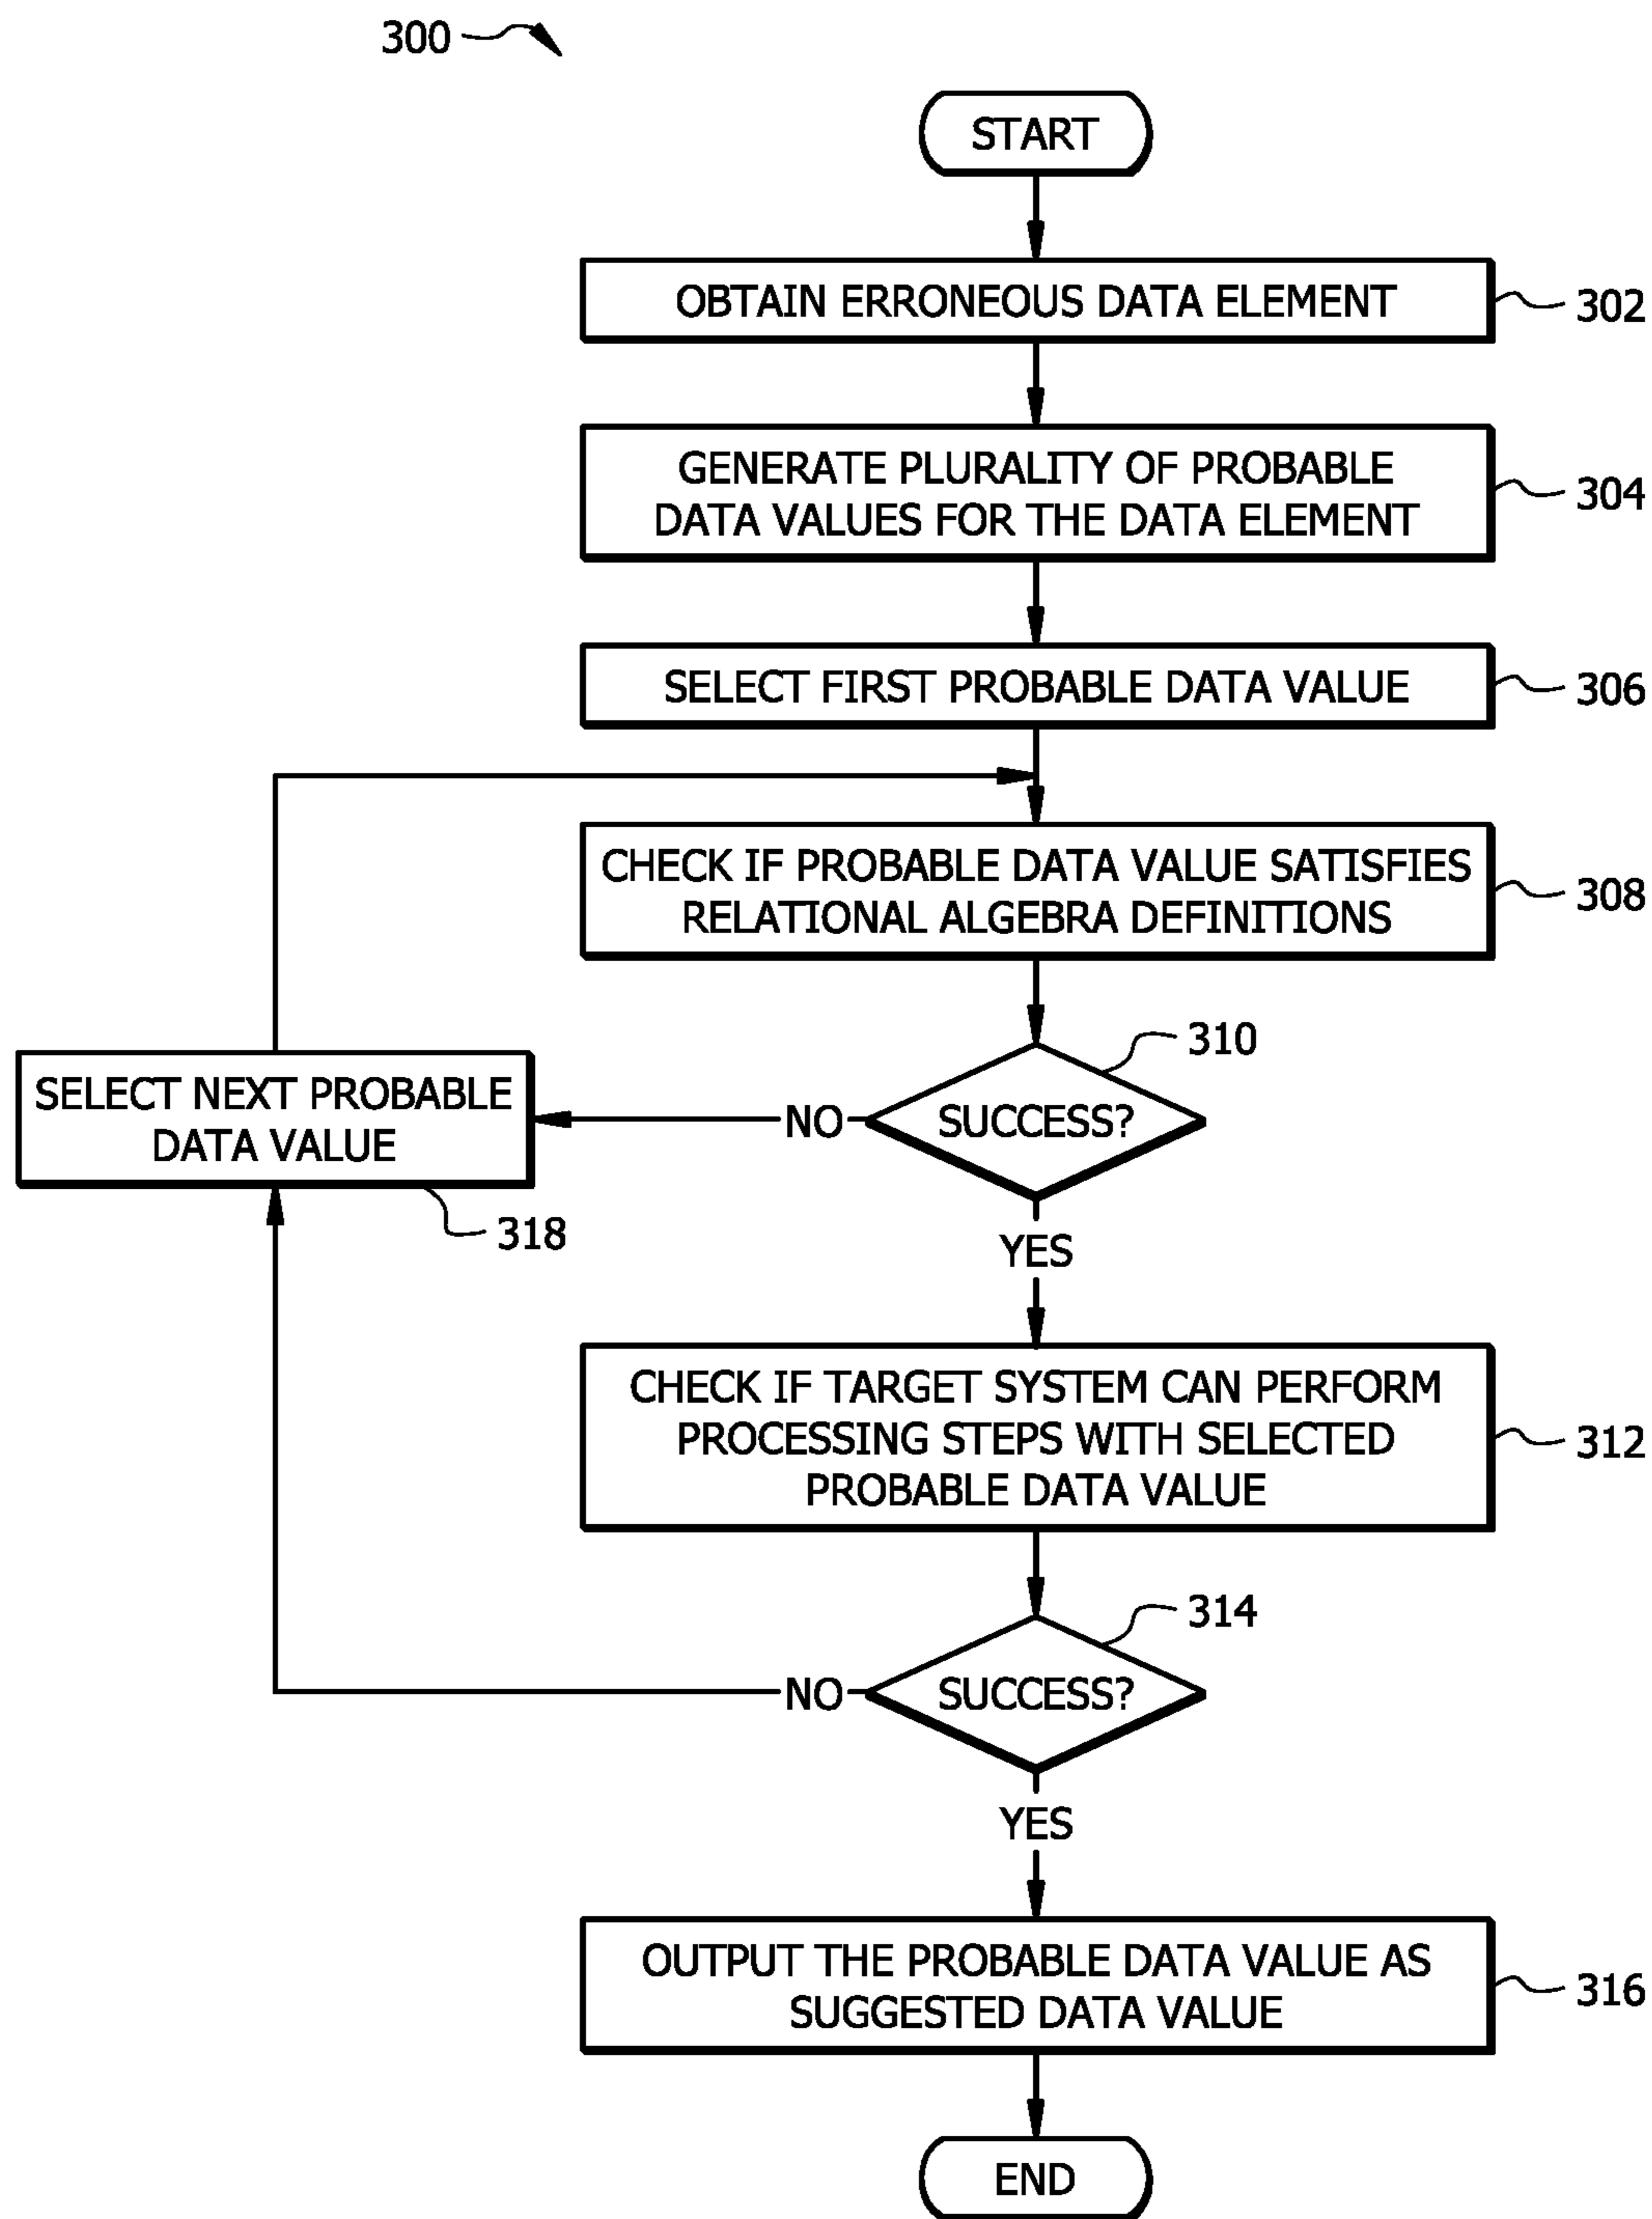 300
START
OBTAIN ERRONEOUS DATA ELEMENT
302
GENERATE PLURALITY OF PROBABLE
DATA VALUES FOR THE DATA ELEMENT
304
SELECT FIRST PROBABLE DATA VALUE
306
CHECK IF PROBABLE DATA VALUE SATISFIES
RELATIONAL ALGEBRA DEFINITIONS
308
310
SUCCESS?
NO
SELECT NEXT PROBABLE
DATA VALUE
318
YES
CHECK IF TARGET SYSTEM CAN PERFORM
PROCESSING STEPS WITH SELECTED
PROBABLE DATA VALUE
312
314
SUCCESS?
NO
YES
OUTPUT THE PROBABLE DATA VALUE AS
SUGGESTED DATA VALUE
316
END